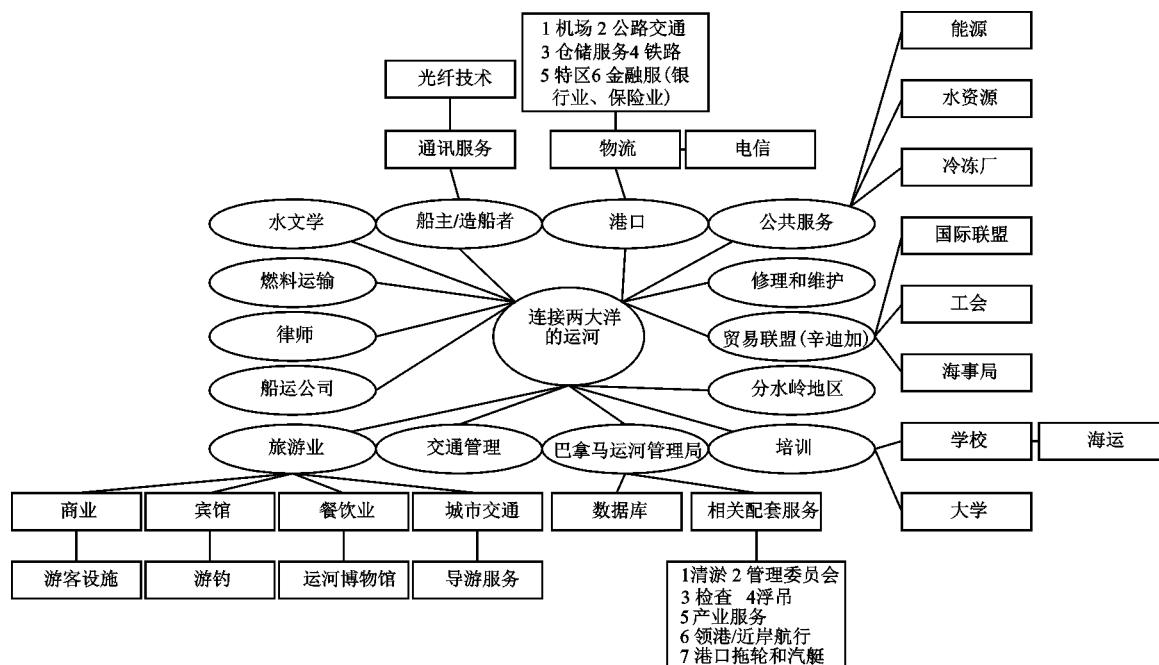 1 机场 2 公路交通
3 仓储服务4 铁路
5 特区6 金融服(银
行业、保险业)
能源
光纤技术
水资源
通讯服务
物流
电信
冷冻厂
水文学
船主/造船者
港口
公共服务
国际联盟
燃料运输
修理和维护
连接两大洋
的运河
工会
律师
贸易联盟(辛迪加)
海事局
船运公司
分水岭地区
旅游业
交通管理
巴拿马运河管理局
培训
学校
海运
商业
宾馆
餐饮业
城市交通
数据库
相关配套服务
大学
游客设施
游钓
运河博物馆
导游服务
1清淤 2 管理委员会
3 检查 4浮吊
5 产业服务
6 领港/近岸航行
7 港口拖轮和汽艇